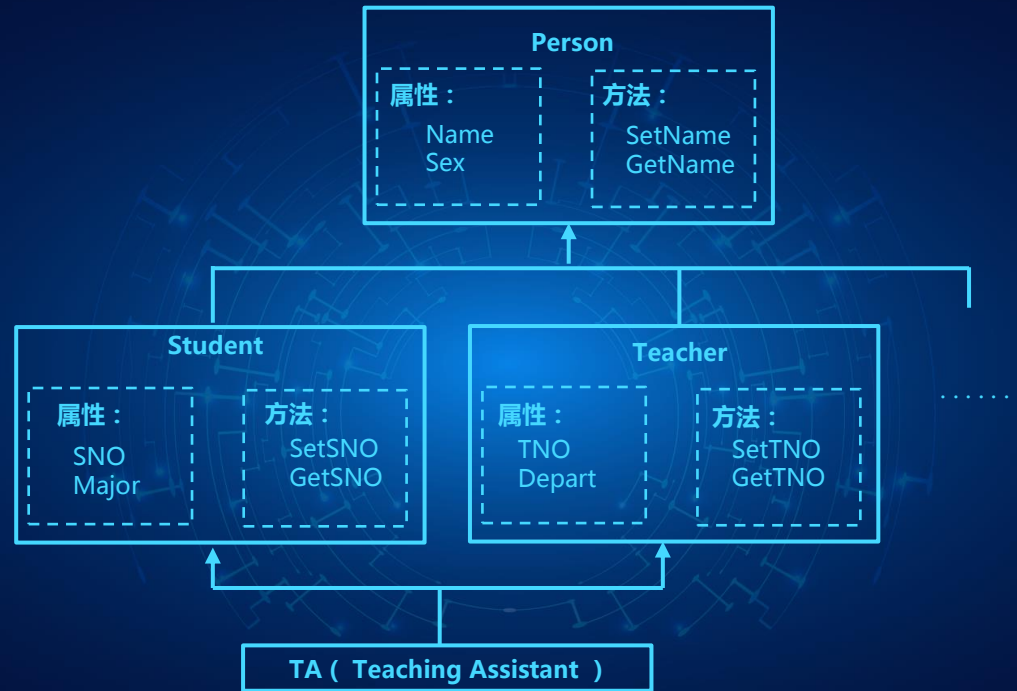 Person
属性：
Name
Sex
方法：
SetName
GetName
Student
属性：
SNO
Major
方法：
SetSNO
GetSNO
Teacher
属性：
TNO
Depart
方法：
SetTNO
GetTNO
......
TA（ Teaching Assistant ）